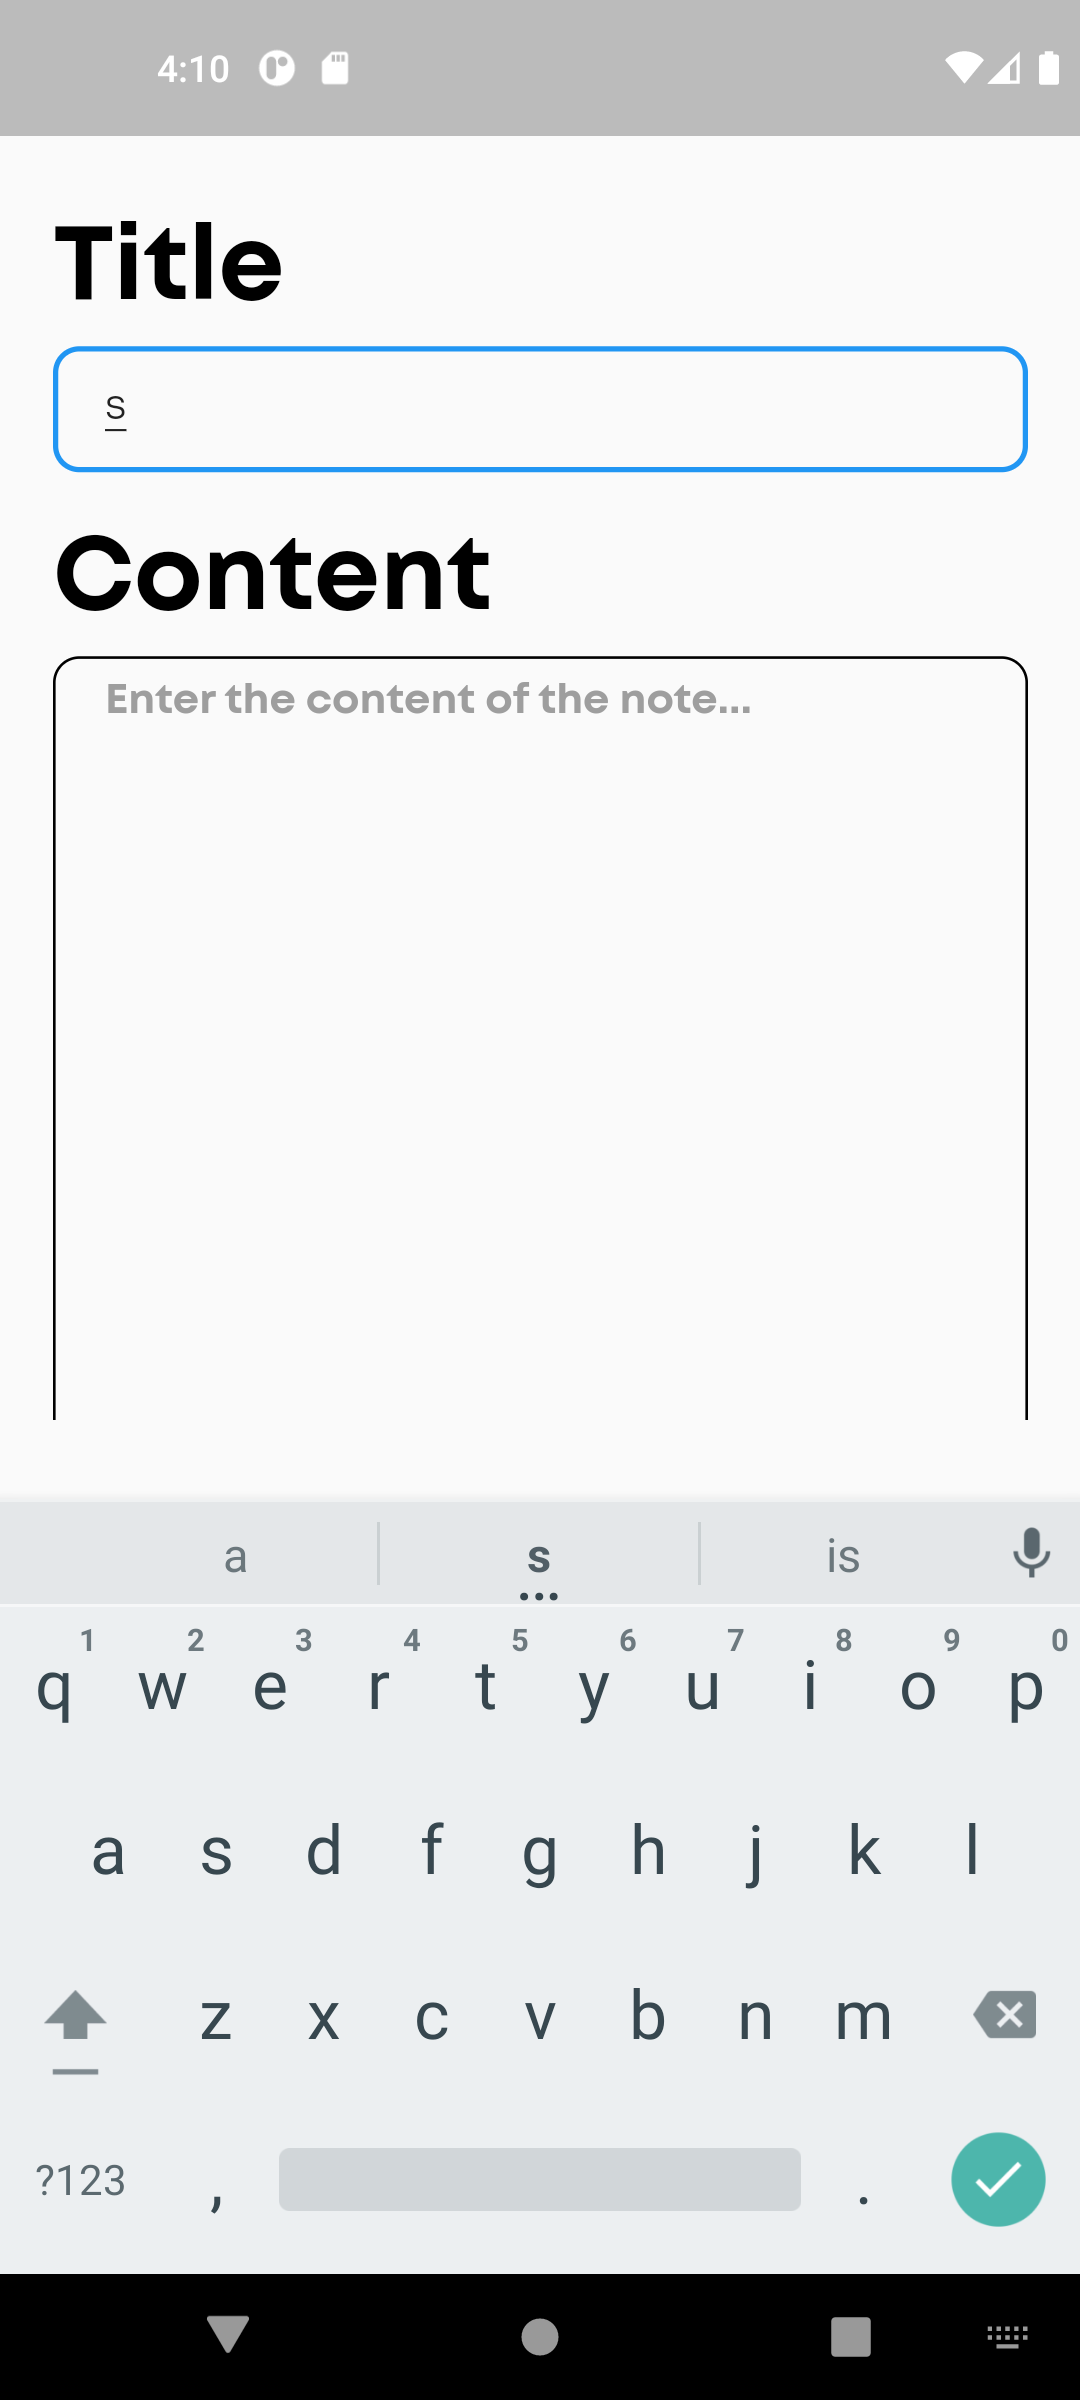 4:10
Title
s
Content
Enter the content of the note...
a s is
1 2 3 4 5 6 7 8 9 0
q w e r t y u i o p
a s d f g h j k l
z x c v b n m
?123 , .